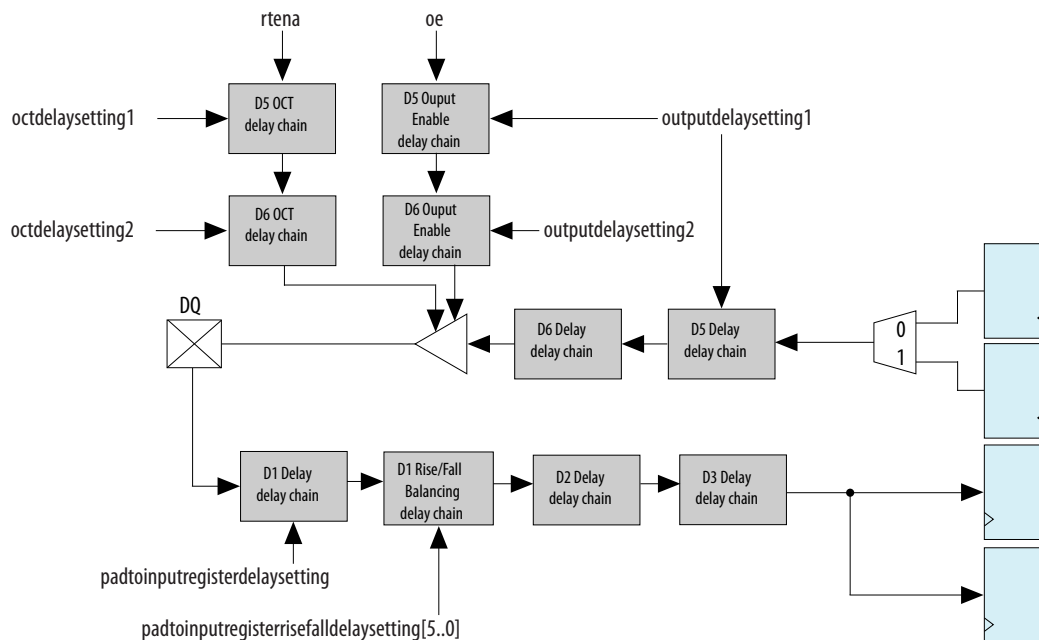 rtena
oe
octdelaysetting1
D5 OCT
delay chain
D5 Ouput
Enable
delay chain
outputdelaysetting1
octdelaysetting2
D6 OCT
delay chain
D6 Ouput
Enable
delay chain
outputdelaysetting2
DQ
D6 Delay
delay chain
D5 Delay
delay chain
0
1
D1 Delay
delay chain
D1 Rise/Fall
Balancing
delay chain
D2 Delay
delay chain
D3 Delay
delay chain
padtoinputregisterdelaysetting
padtoinputregisterrisefalldelaysetting[5..0]